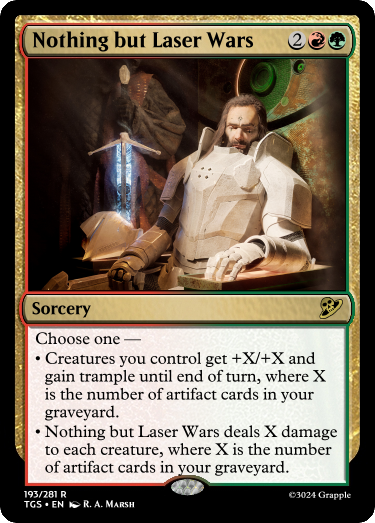 Nothing but Laser Wars 2
Sorcery
Choose one —
• Creatures you control get +X/+X and
gain trample until end of turn, where X
is the number of artifact cards in your
graveyard.
• Nothing but Laser Wars deals X damage
to each creature, where X is the number
of artifact cards in your graveyard.
193/281 R
TGS • EN R. A. Marsh
©3024 Grapple